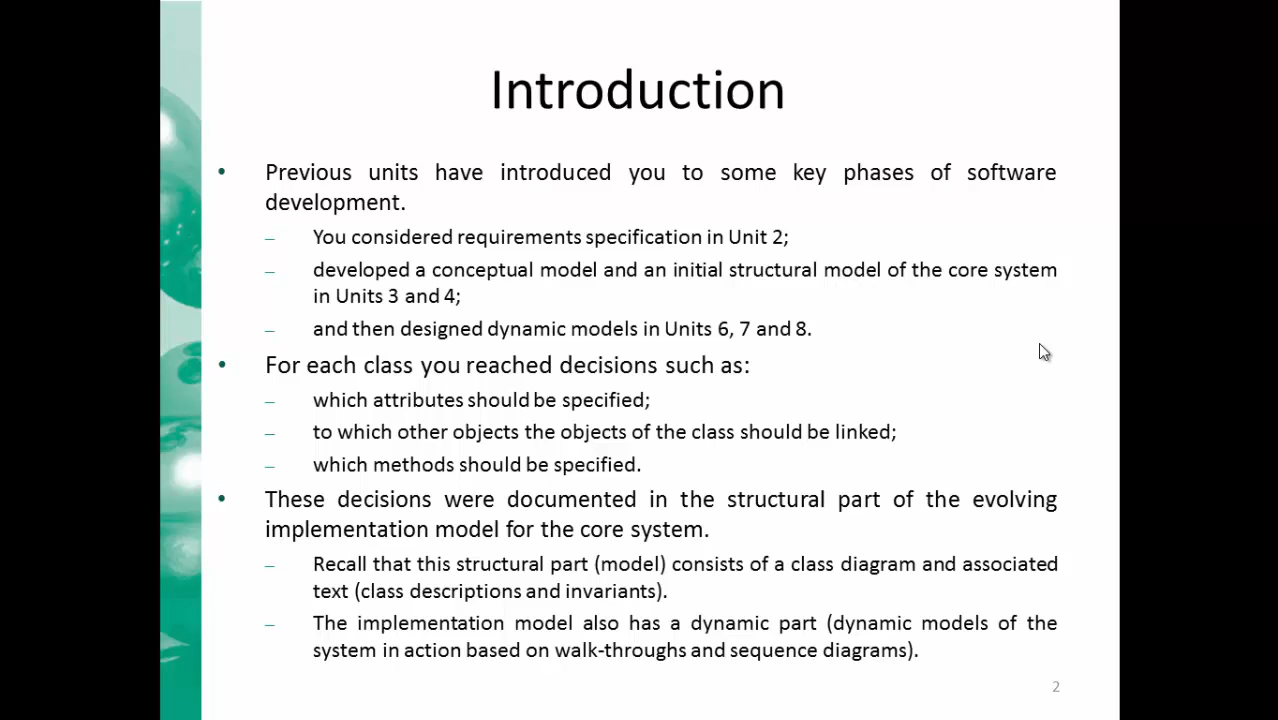 Introduction
• Previous units have introduced you to some key phases of software
development.
– You considered requirements specification in Unit 2;
– developed a conceptual model and an initial structural model of the core system
in Units 3 and 4;
– and then designed dynamic models in Units 6, 7 and 8.
• For each class you reached decisions such as:
– which attributes should be specified;
– to which other objects the objects of the class should be linked;
– which methods should be specified.
• These decisions were documented in the structural part of the evolving
implementation model for the core system.
– Recall that this structural part (model) consists of a class diagram and associated
text (class descriptions and invariants).
– The implementation model also has a dynamic part (dynamic models of the
system in action based on walk-throughs and sequence diagrams).
2